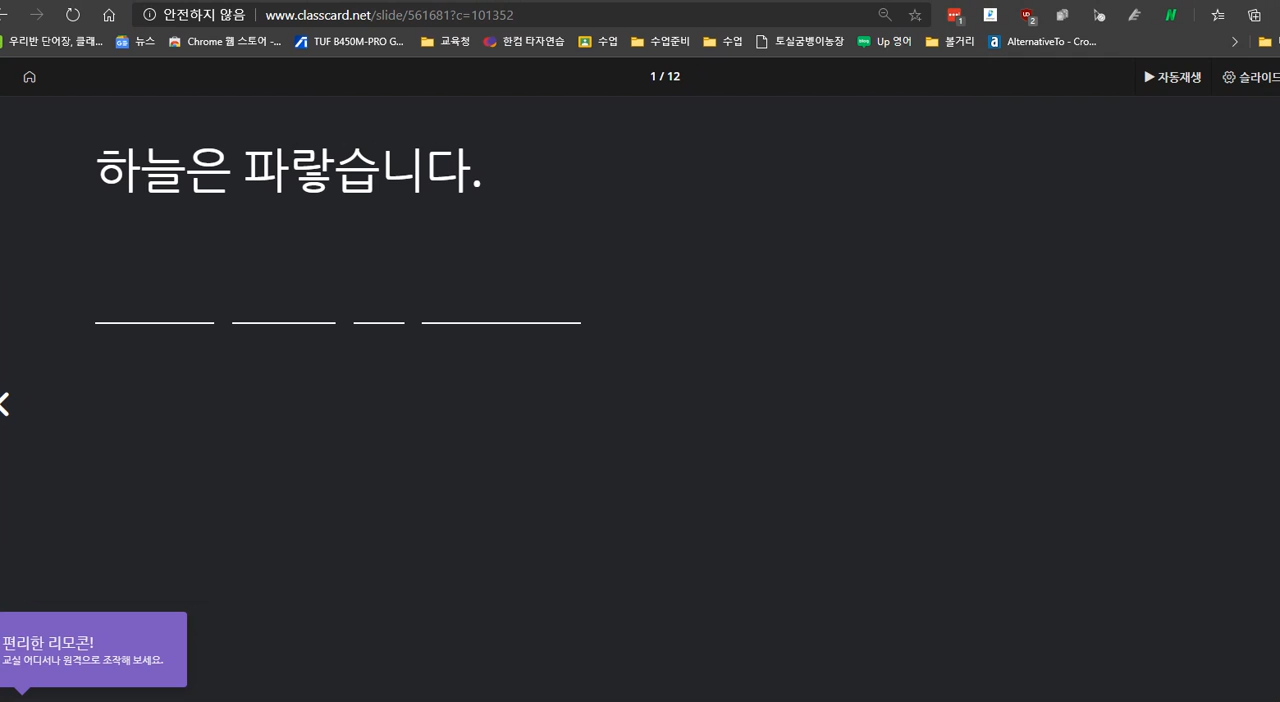 안전하지 않음 www.classcard.net/slide/561681?c=101352
우리반 단어장, 클래... 뉴스 Chrome 웹 스토어 -... TUF B450M-PRO G... 교육청 한컴 타자연습 수업 수업준비 수업 토실궁벵이농장 Up 영어 볼거리 AlternativeTo - Cro...
1 / 12 자동재생 슬라이드
하늘은 파랗습니다.
편리한 리모콘!
교실 어디서나 원격으로 조작해 보세요.